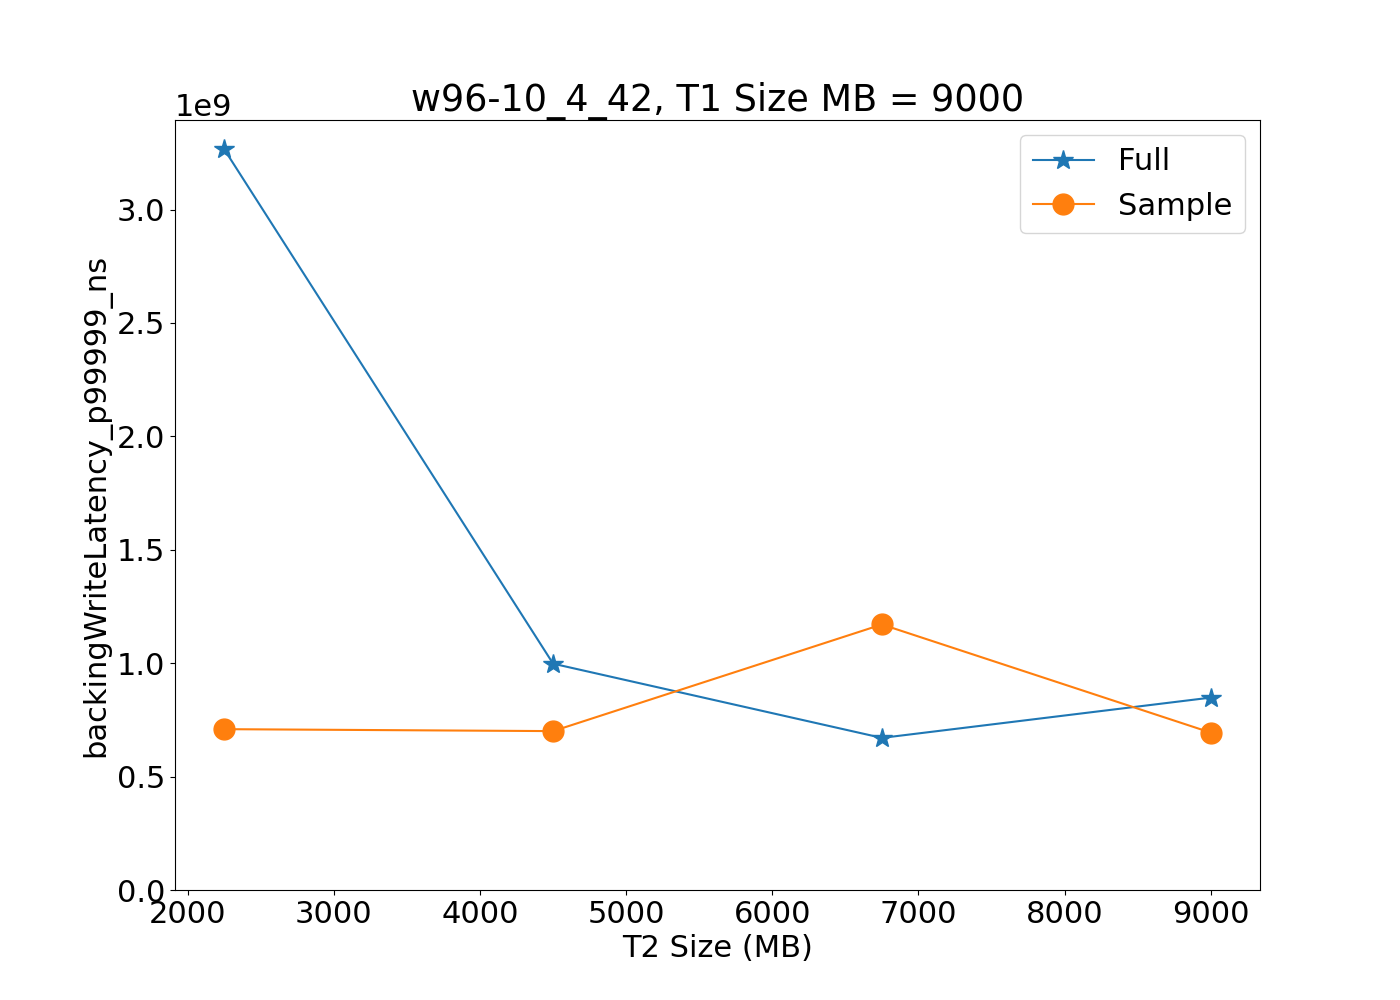 w96-10_4_42, T1 Size MB = 9000
1e9
Full
Sample
3.0
2.5
2.0
1.5
1.0
0.5
0.0
backingWriteLatency_p99999_ns
2000 3000 4000 5000 6000 7000 8000 9000
T2 Size (MB)